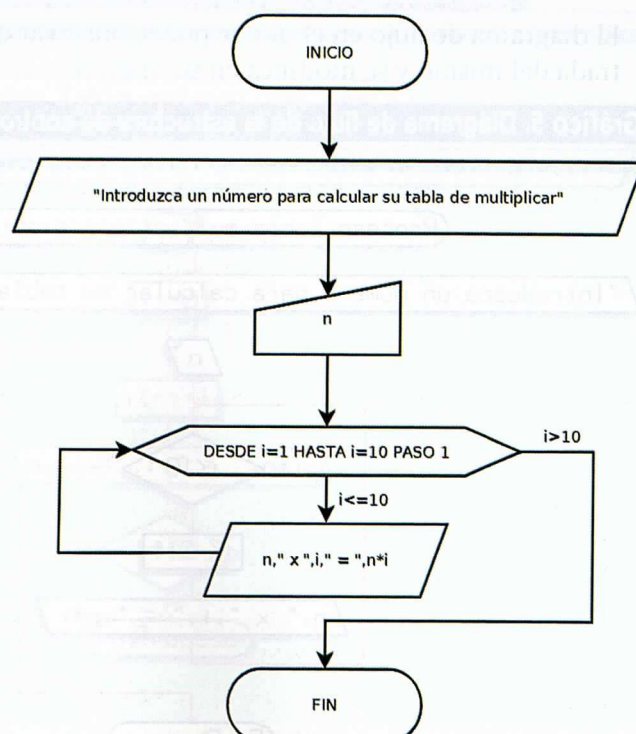 INICIO
"Introduzca un número para calcular su tabla de multiplicar"
n
DESDE i=1 HASTA i=10 PASO 1
i>10
i<=10
n," x ",i," = ",n*i
FIN